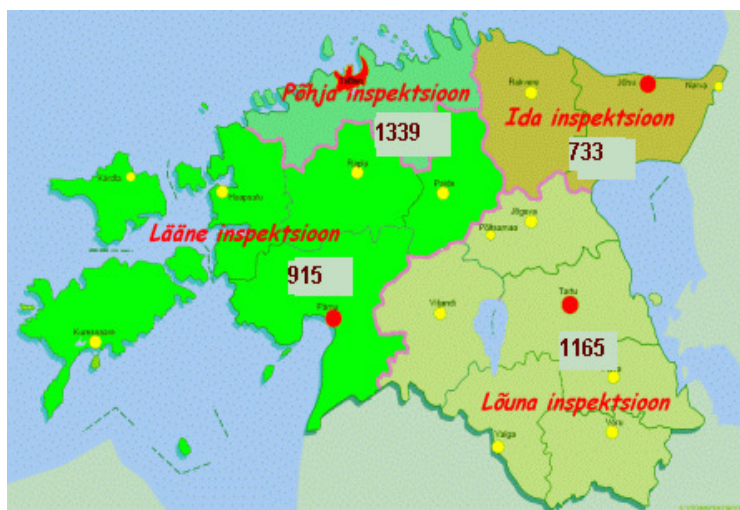 Tallinn
Põhja inspektsioon
1339
Rakvere
Jõhvi
Narva
Ida inspektsioon
733
Kärdla
Haapsalu
Rapla
Paide
Lääne inspektsioon
915
Jõgeva
Põltsamaa
Kuressaare
Pärnu
Viljandi
Tartu
1165
Lõuna inspektsioon
Valga
Võru